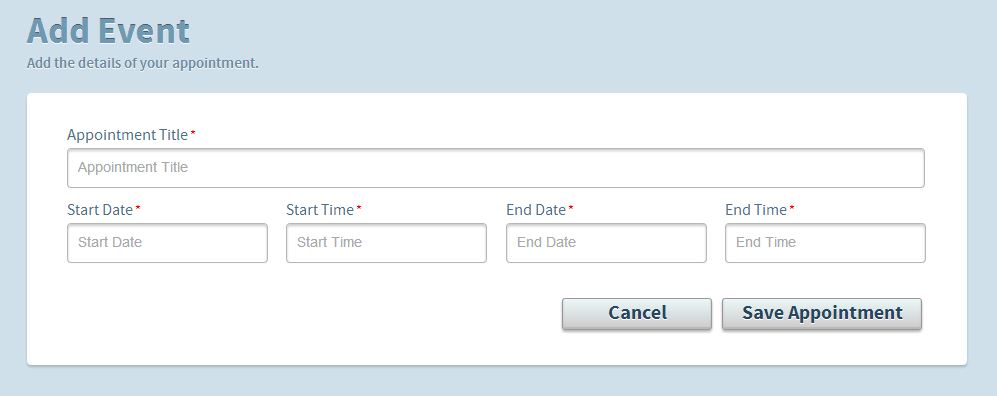 Add Event
Add the details of your appointment.
Appointment Title*
Appointment Title
Start Date* Start Time* End Date* End Time*
Start Date Start Time End Date End Time
Cancel Save Appointment